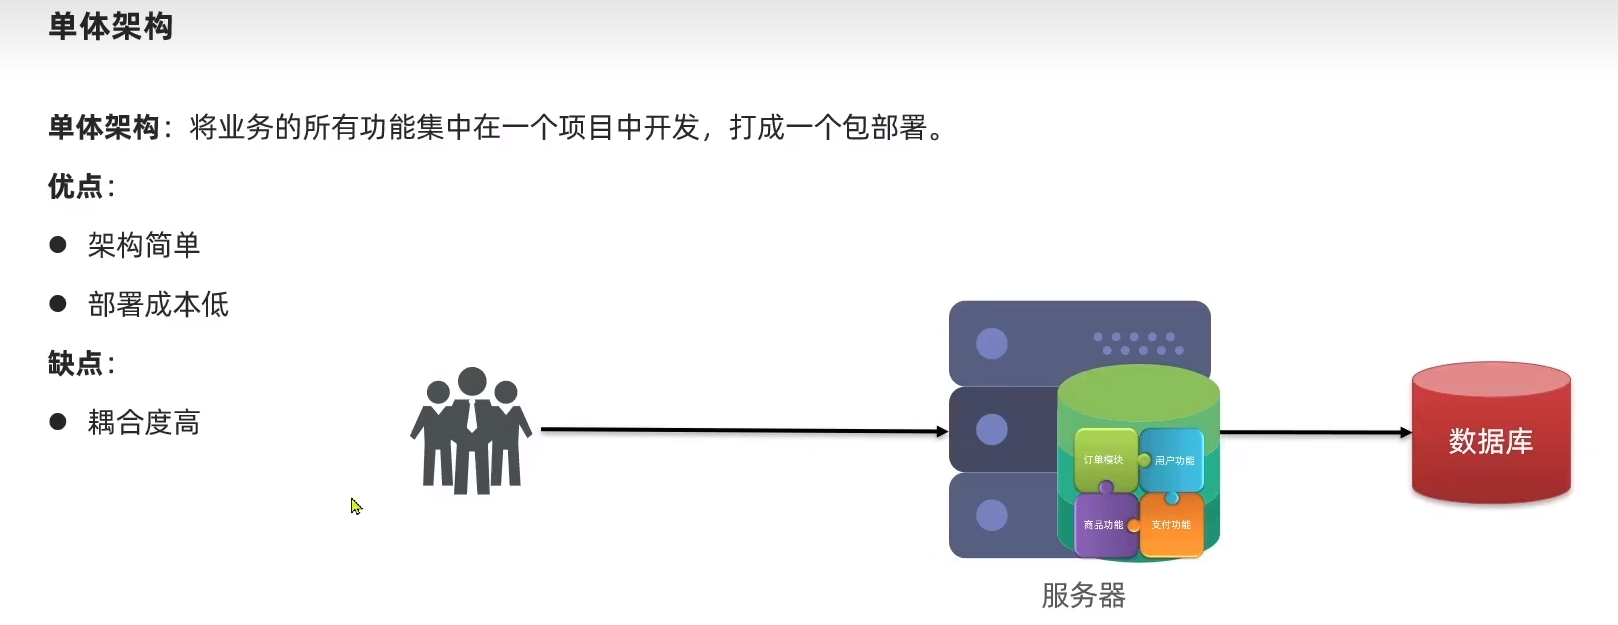 单体架构
单体架构：将业务的所有功能集中在一个项目中开发，打成一个包部署。
优点：
● 架构简单
● 部署成本低
缺点：
● 耦合度高
订单模块
用户功能
商品功能
支付功能
数据库
服务器